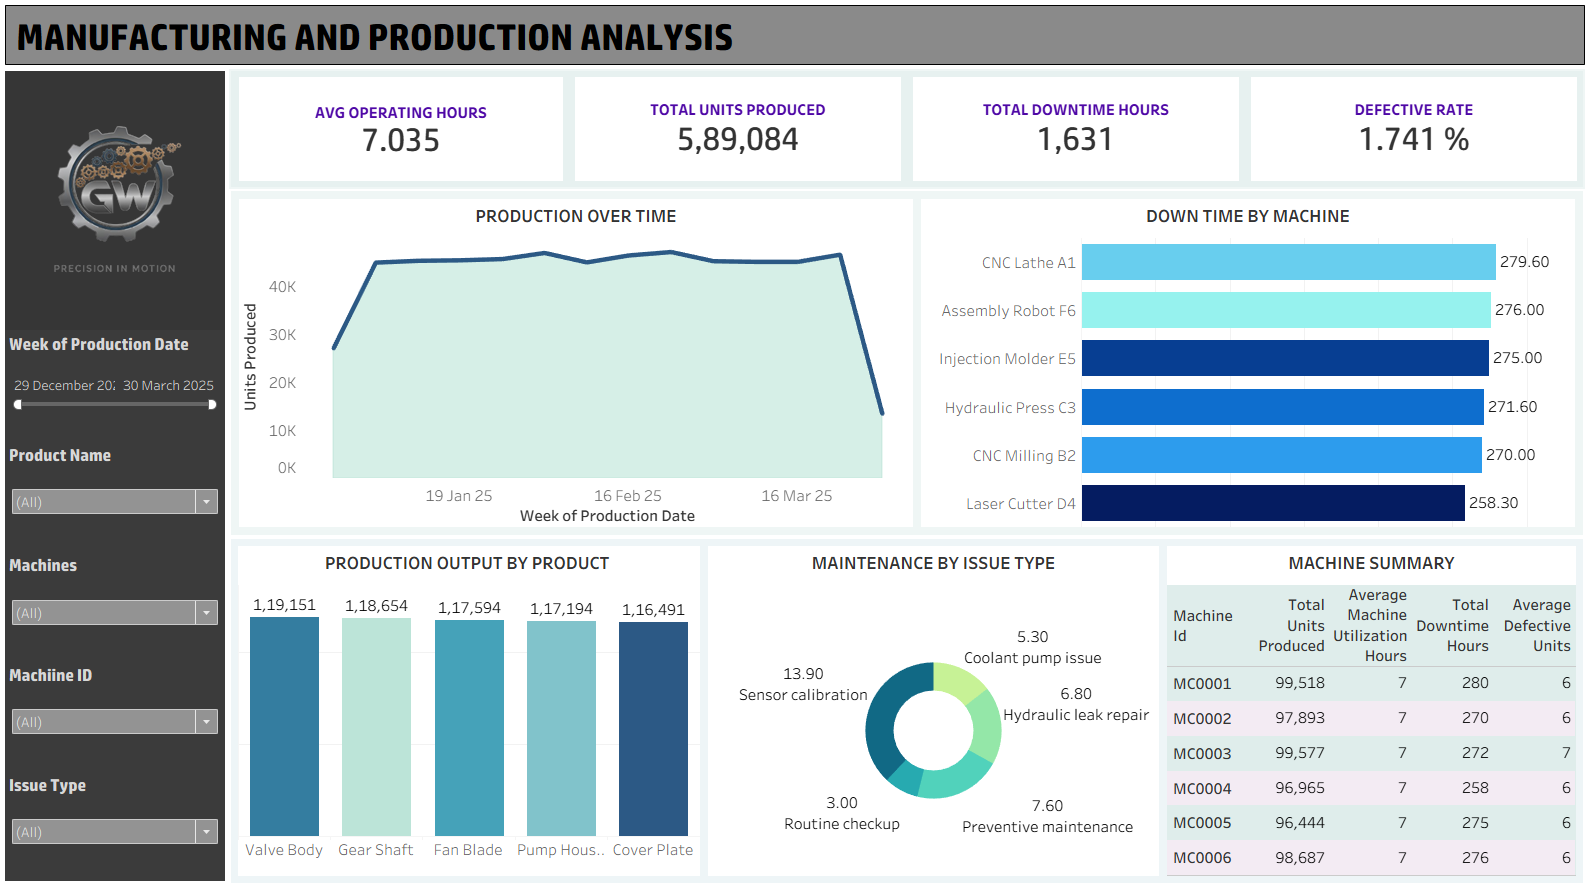 MANUFACTURING AND PRODUCTION ANALYSIS
GW
PRECISION IN MOTION
Week of Production Date
29 December 202 30 March 2025
Product Name
(All)
Machines
(All)
Machiine ID
(All)
Issue Type
(All)
AVG OPERATING HOURS
7.035
TOTAL UNITS PRODUCED
5,89,084
TOTAL DOWNTIME HOURS
1,631
DEFECTIVE RATE
1.741 %
PRODUCTION OVER TIME
Units Produced
40K
30K
20K
10K
0K
19 Jan 25 16 Feb 25 16 Mar 25
Week of Production Date
DOWN TIME BY MACHINE
CNC Lathe A1 279.60
Assembly Robot F6 276.00
Injection Molder E5 275.00
Hydraulic Press C3 271.60
CNC Milling B2 270.00
Laser Cutter D4 258.30
PRODUCTION OUTPUT BY PRODUCT
1,19,151 1,18,654 1,17,594 1,17,194 1,16,491
Valve Body Gear Shaft Fan Blade Pump Hous.. Cover Plate
MAINTENANCE BY ISSUE TYPE
5.30
Coolant pump issue
13.90
Sensor calibration
6.80
Hydraulic leak repair
3.00
Routine checkup
7.60
Preventive maintenance
MACHINE SUMMARY
Machine
Id
Total
Units
Produced
Average
Machine
Utilization
Hours
Total
Downtime
Hours
Average
Defective
Units
MC0001 99,518 7 280 6
MC0002 97,893 7 270 6
MC0003 99,577 7 272 7
MC0004 96,965 7 258 6
MC0005 96,444 7 275 6
MC0006 98,687 7 276 6